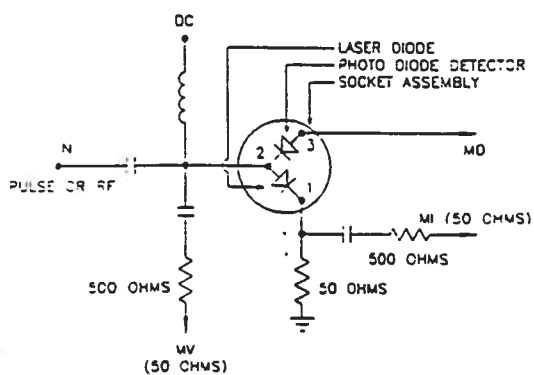 DC
LASER DIODE
PHOTO DIODE DETECTOR
SOCKET ASSEMBLY
N
2
3
MO
PULSE OR RF
1
MI (50 OHMS)
500 OHMS
500 OHMS
50 OHMS
MV
(50 OHMS)